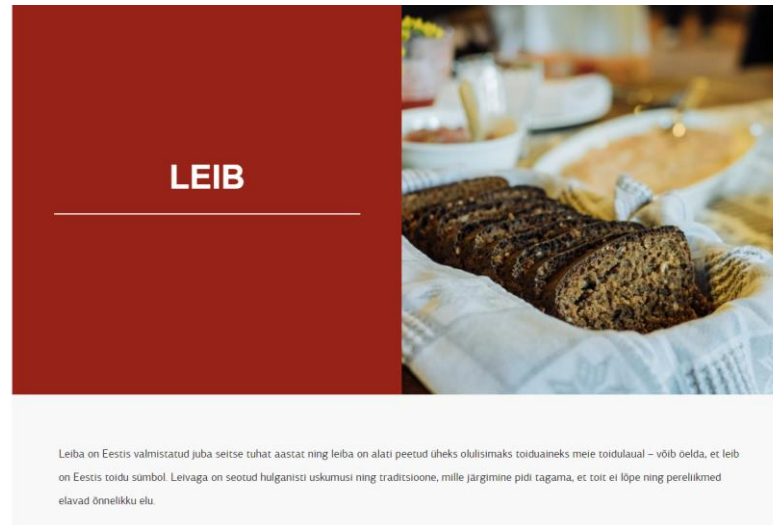 LEIB
Leiba on Eestis valmistatud juba seitse tuhat aastat ning leiba on alati peetud üheks olulisimaks toiduaineks meie toidulaual – võib öelda, et leib
on Eestis toidu sümbol. Leivaga on seotud hulganisti uskumusi ning traditsioone, mille järgimine pidi tagama, et toit ei lõpe ning pereliikmed
elavad õnnelikku elu.